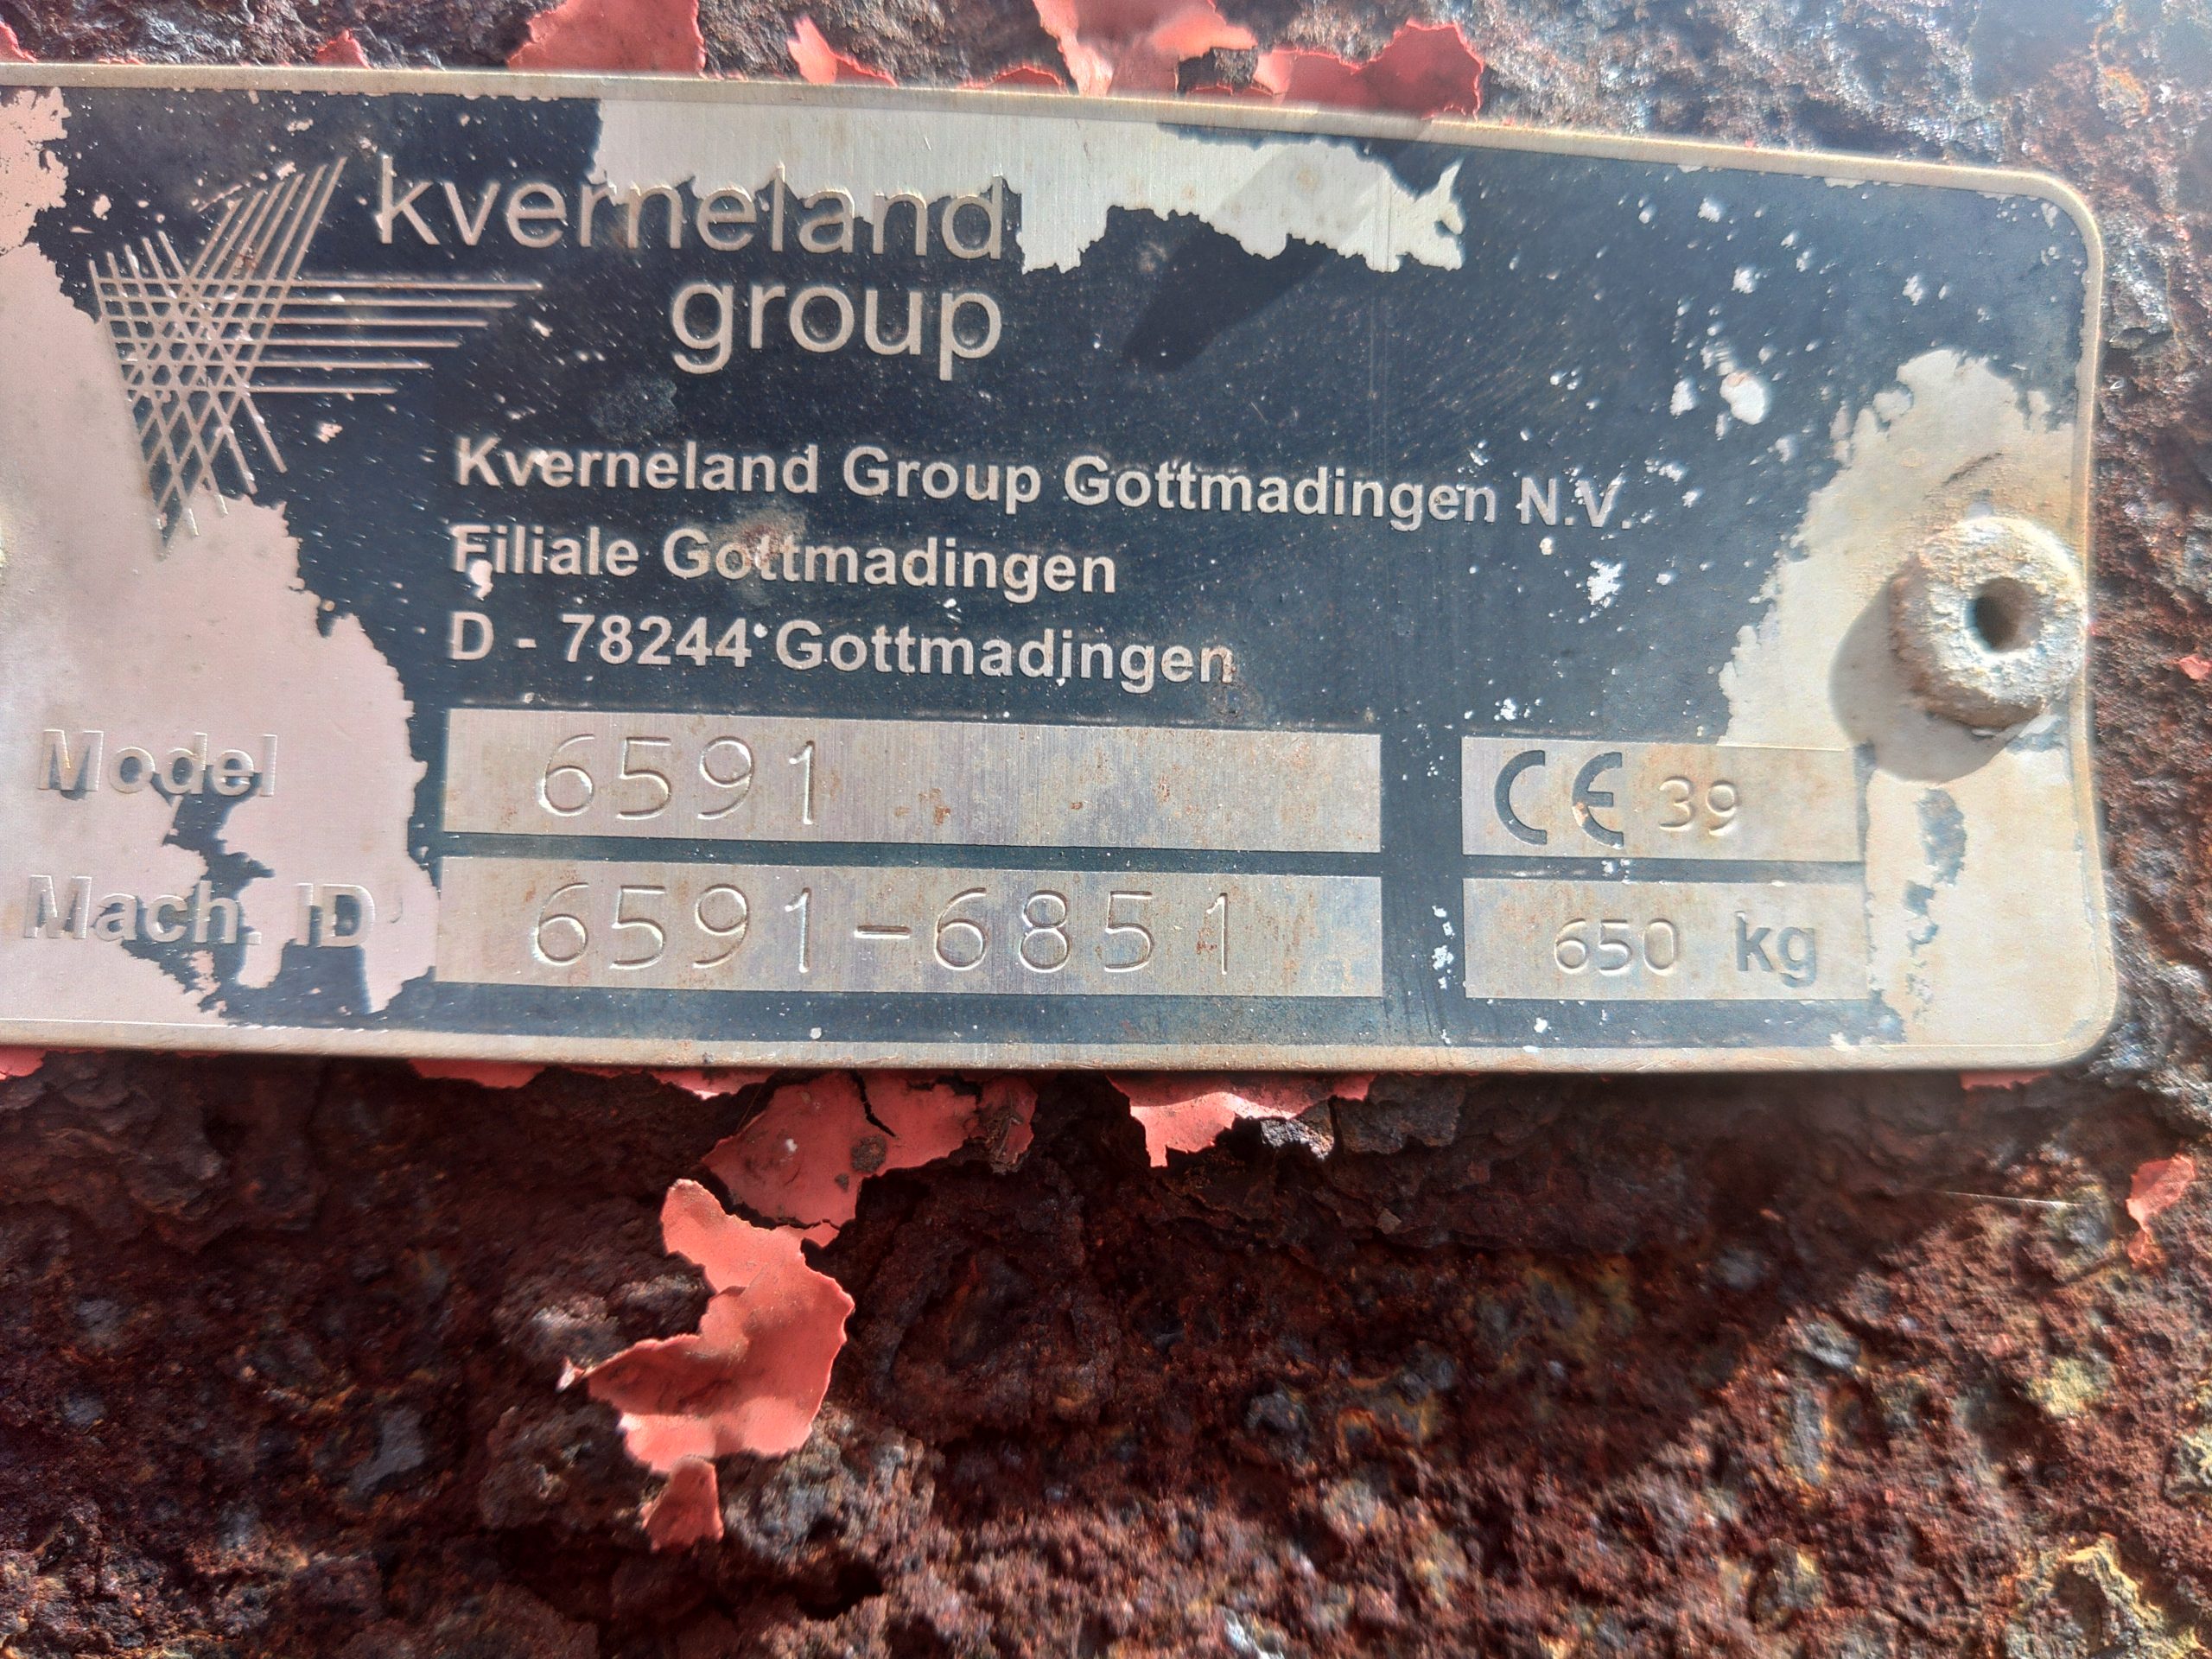 kverneland
group
Kverneland Group Gottmadingen N.V.
Filiale Gottmadingen
D - 78244 Gottmadingen
Model 6591 CE 39
Mach. ID 6591-6851 650 kg